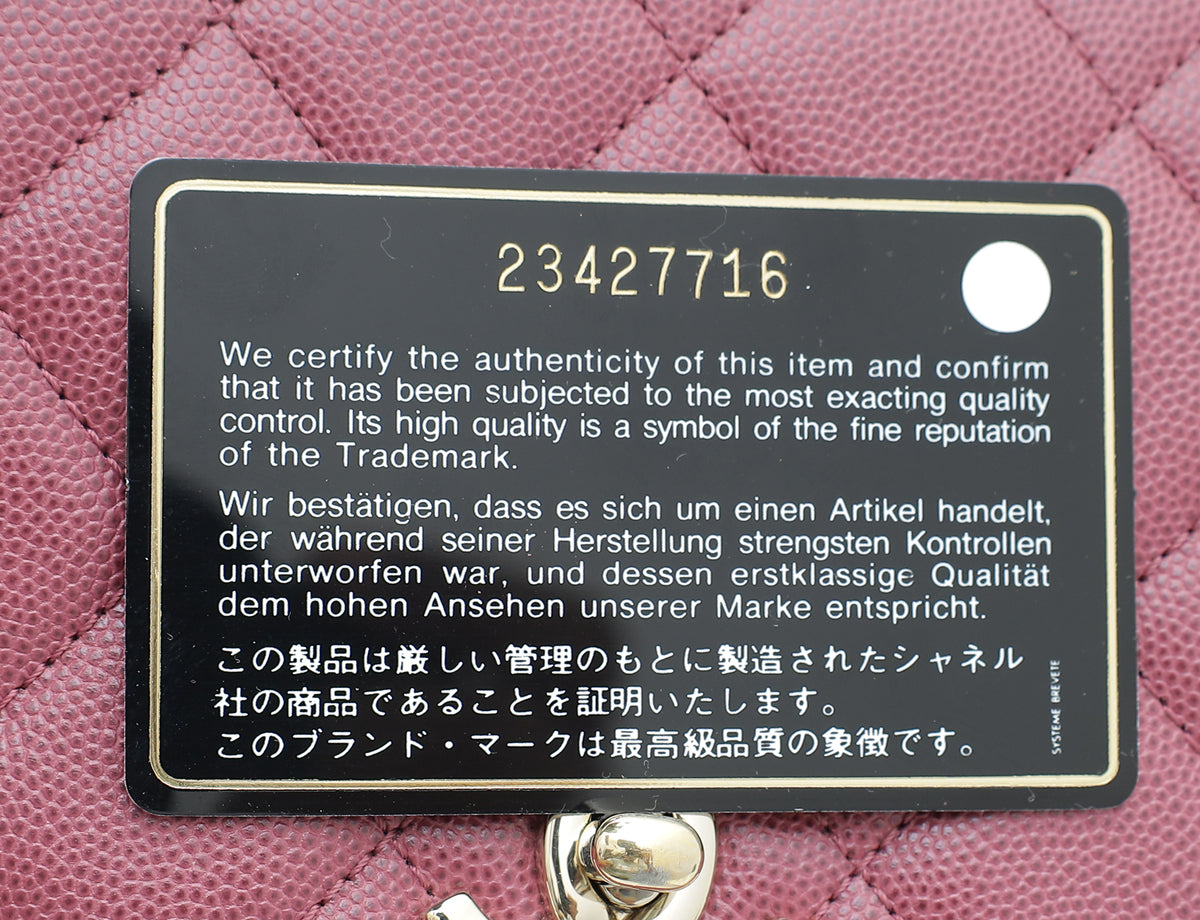 23427716
We certify the authenticity of this item and confirm
that it has been subjected to the most exacting quality
control. Its high quality is a symbol of the fine reputation
of the Trademark.
Wir bestätigen, dass es sich um einen Artikel handelt,
der während seiner Herstellung strengsten Kontrollen
unterworfen war, und dessen erstklassige Qualität
dem hohen Ansehen unserer Marke entspricht.
この製品は厳しい管理のもとに製造されたシャネル
社の商品であることを証明いたします。
このブランド・マークは最高級品質の象徴です。
SYSTEME BREVETE